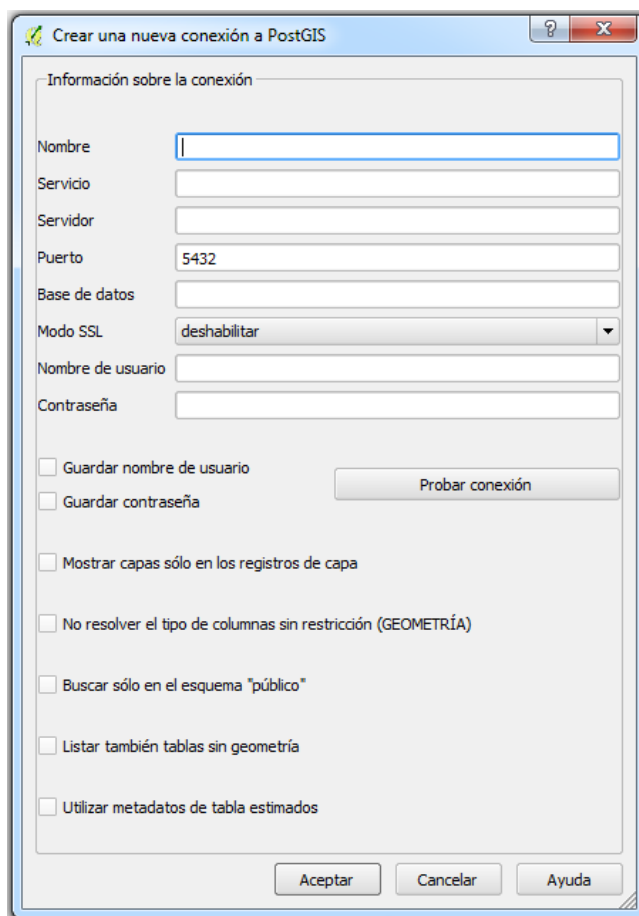 Crear una nueva conexión a PostGIS
Información sobre la conexión
Nombre
Servicio
Servidor
Puerto 5432
Base de datos
Modo SSL deshabilitar
Nombre de usuario
Contraseña
Guardar nombre de usuario
Probar conexión
Guardar contraseña
Mostrar capas sólo en los registros de capa
No resolver el tipo de columnas sin restricción (GEOMETRÍA)
Buscar sólo en el esquema "público"
Listar también tablas sin geometría
Utilizar metadatos de tabla estimados
Aceptar Cancelar Ayuda